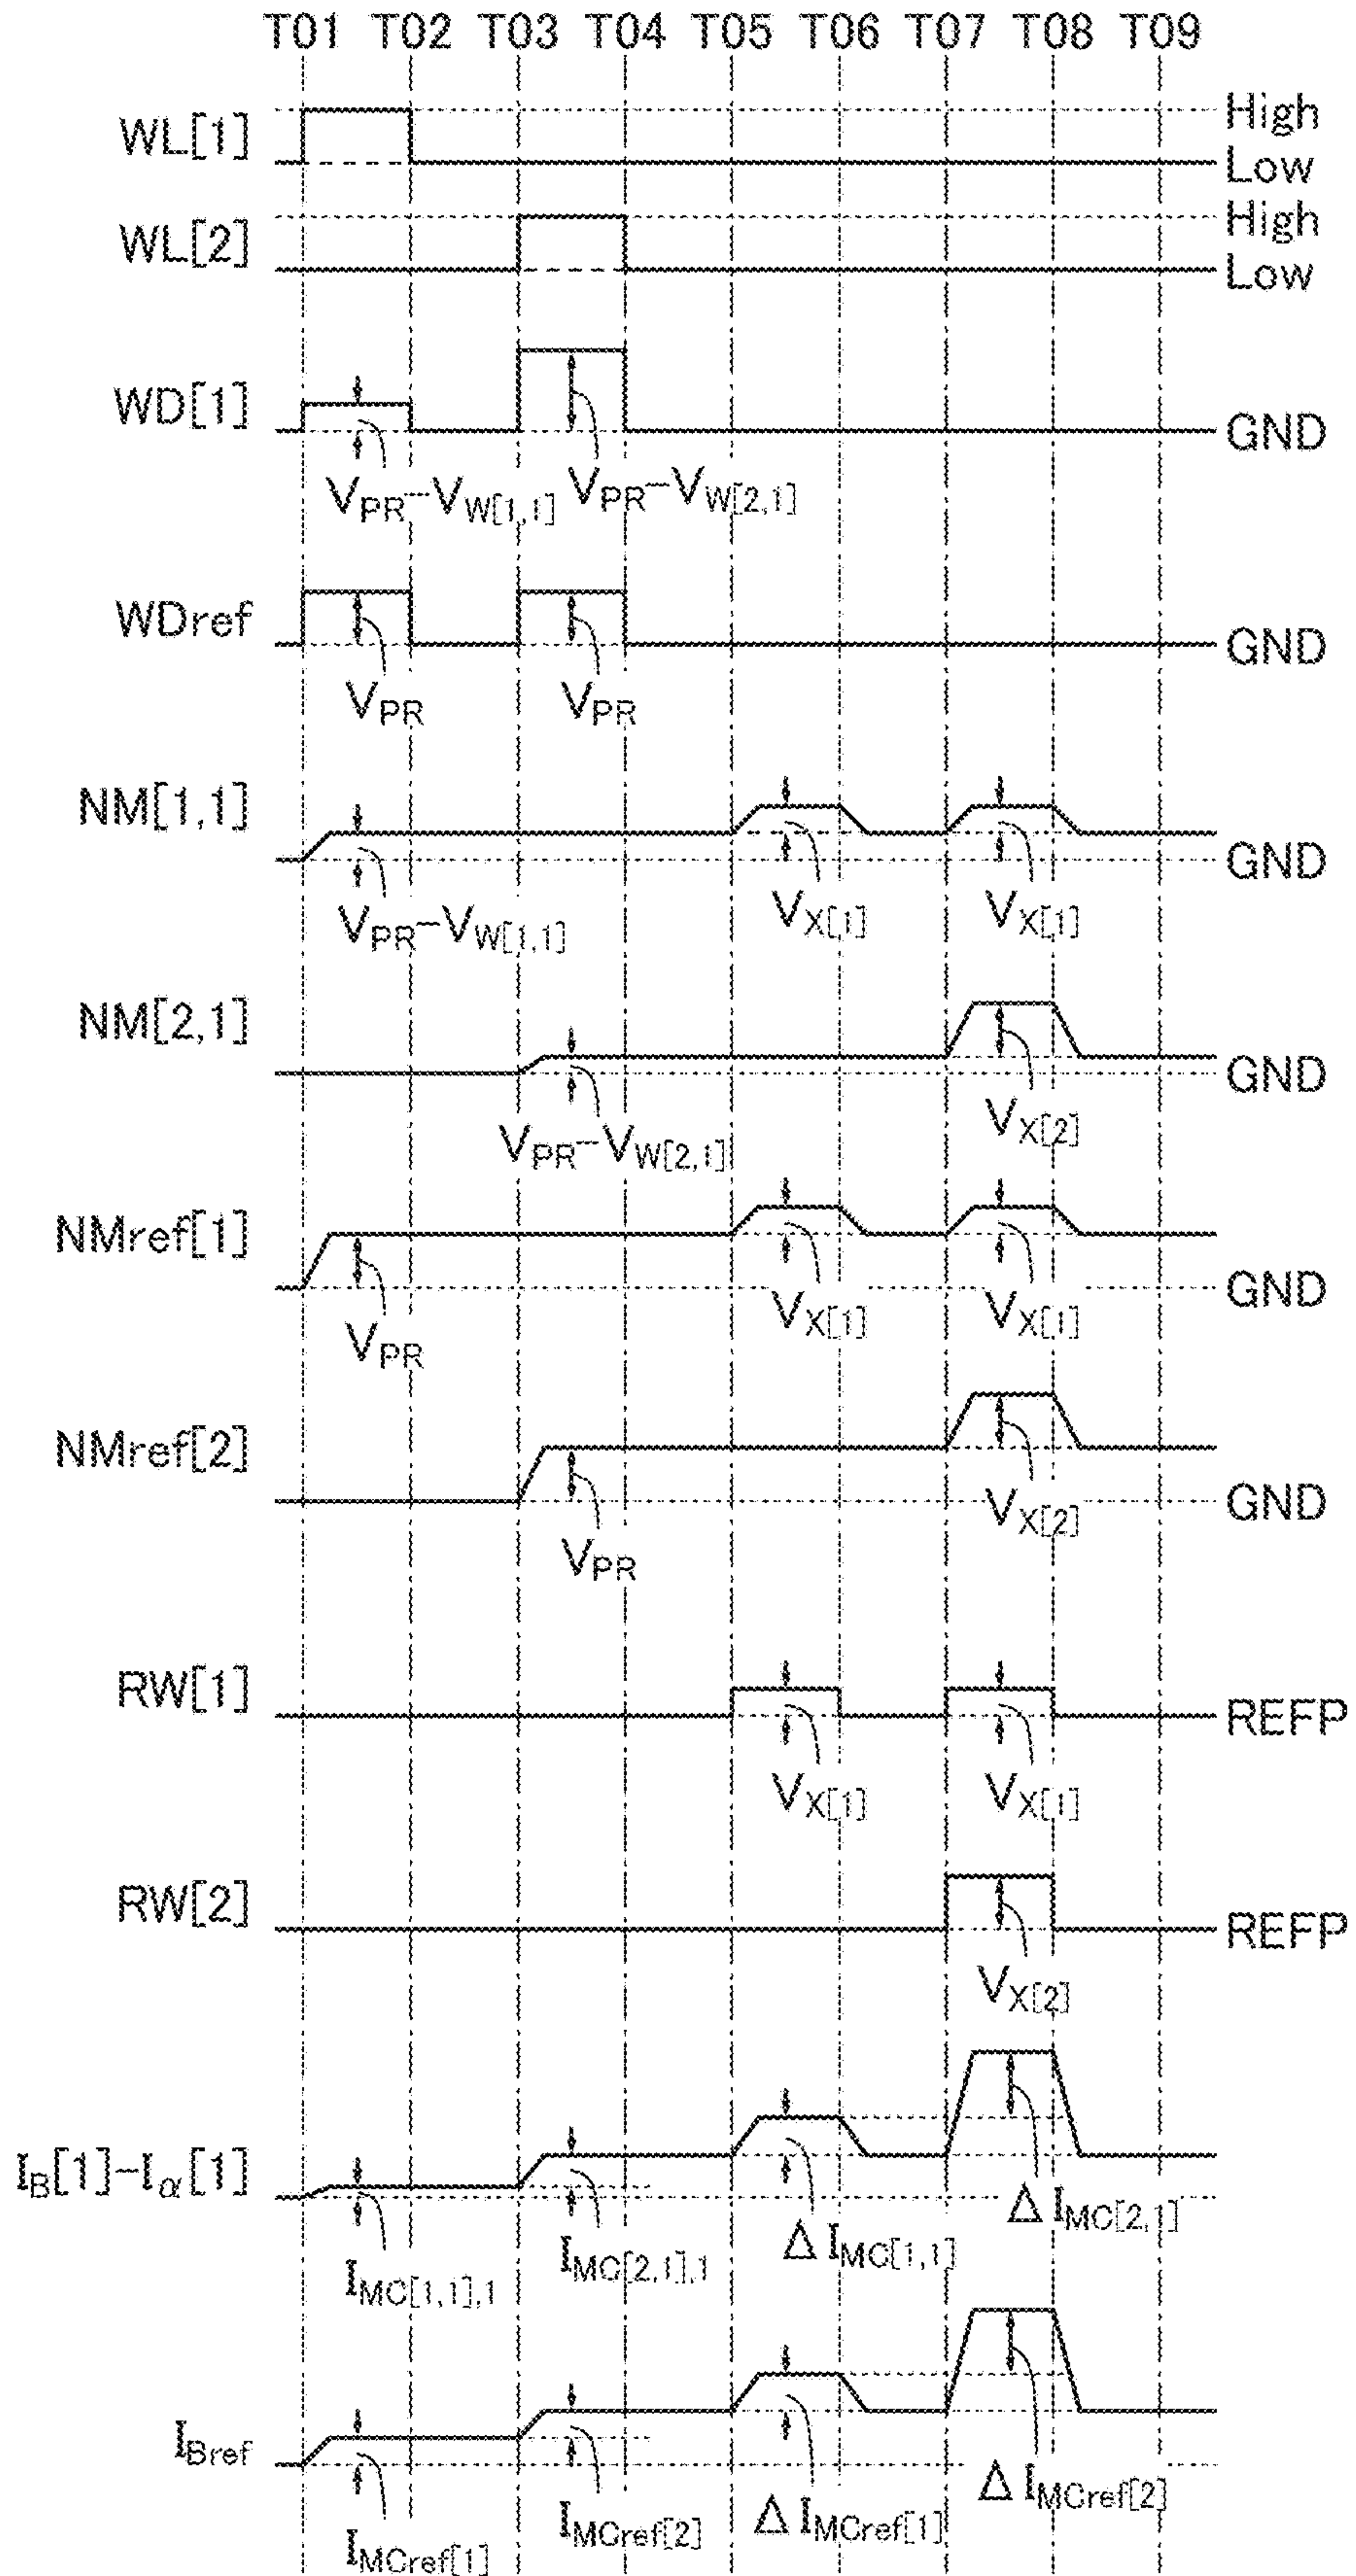 T01 T02 T03 T04 T05 T06 T07 T08 T09
WL[1] High
Low
WL[2] High
Low
WD[1] GND
VPR−VW[1,1] VPR−VW[2,1]
WDref GND
VPR VPR
NM[1,1] GND
VPR−VW[1,1] VX[1] VX[1]
NM[2,1] GND
VPR−VW[2,1] VX[2]
NMref[1] GND
VPR VX[1] VX[1]
NMref[2] GND
VPR VX[2]
RW[1] REFP
VX[1] VX[1]
RW[2] REFP
VX[2]
IB[1]−Iα[1]
IMC[1,1],1 IMC[2,1],1 Δ IMC[1,1] Δ IMC[2,1]
IBref
IMCref[1] IMCref[2] Δ IMCref[1] Δ IMCref[2]